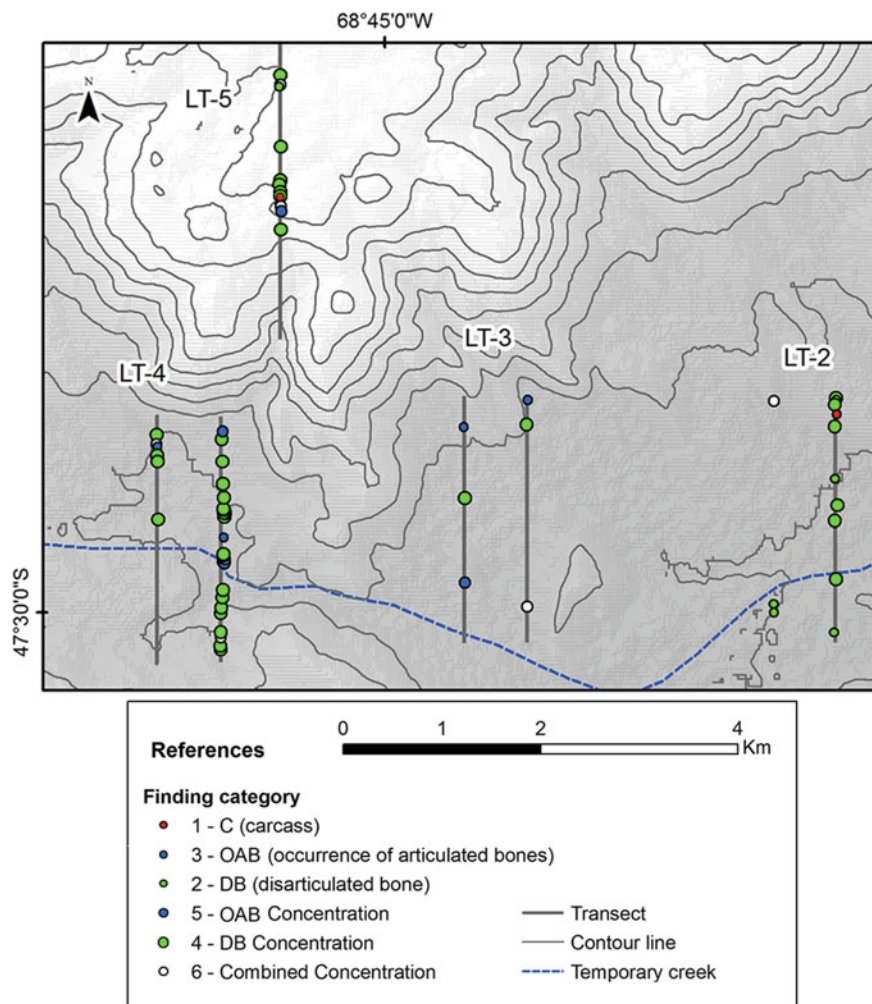 68°45'0"W
N
LT-5
LT-3
LT-4
LT-2
47°30'0"S
0 1 2 4
Km
References
Finding category
1 - C (carcass)
3 - OAB (occurrence of articulated bones)
2 - DB (disarticulated bone)
5 - OAB Concentration
Transect
4 - DB Concentration
Contour line
6 - Combined Concentration
Temporary creek